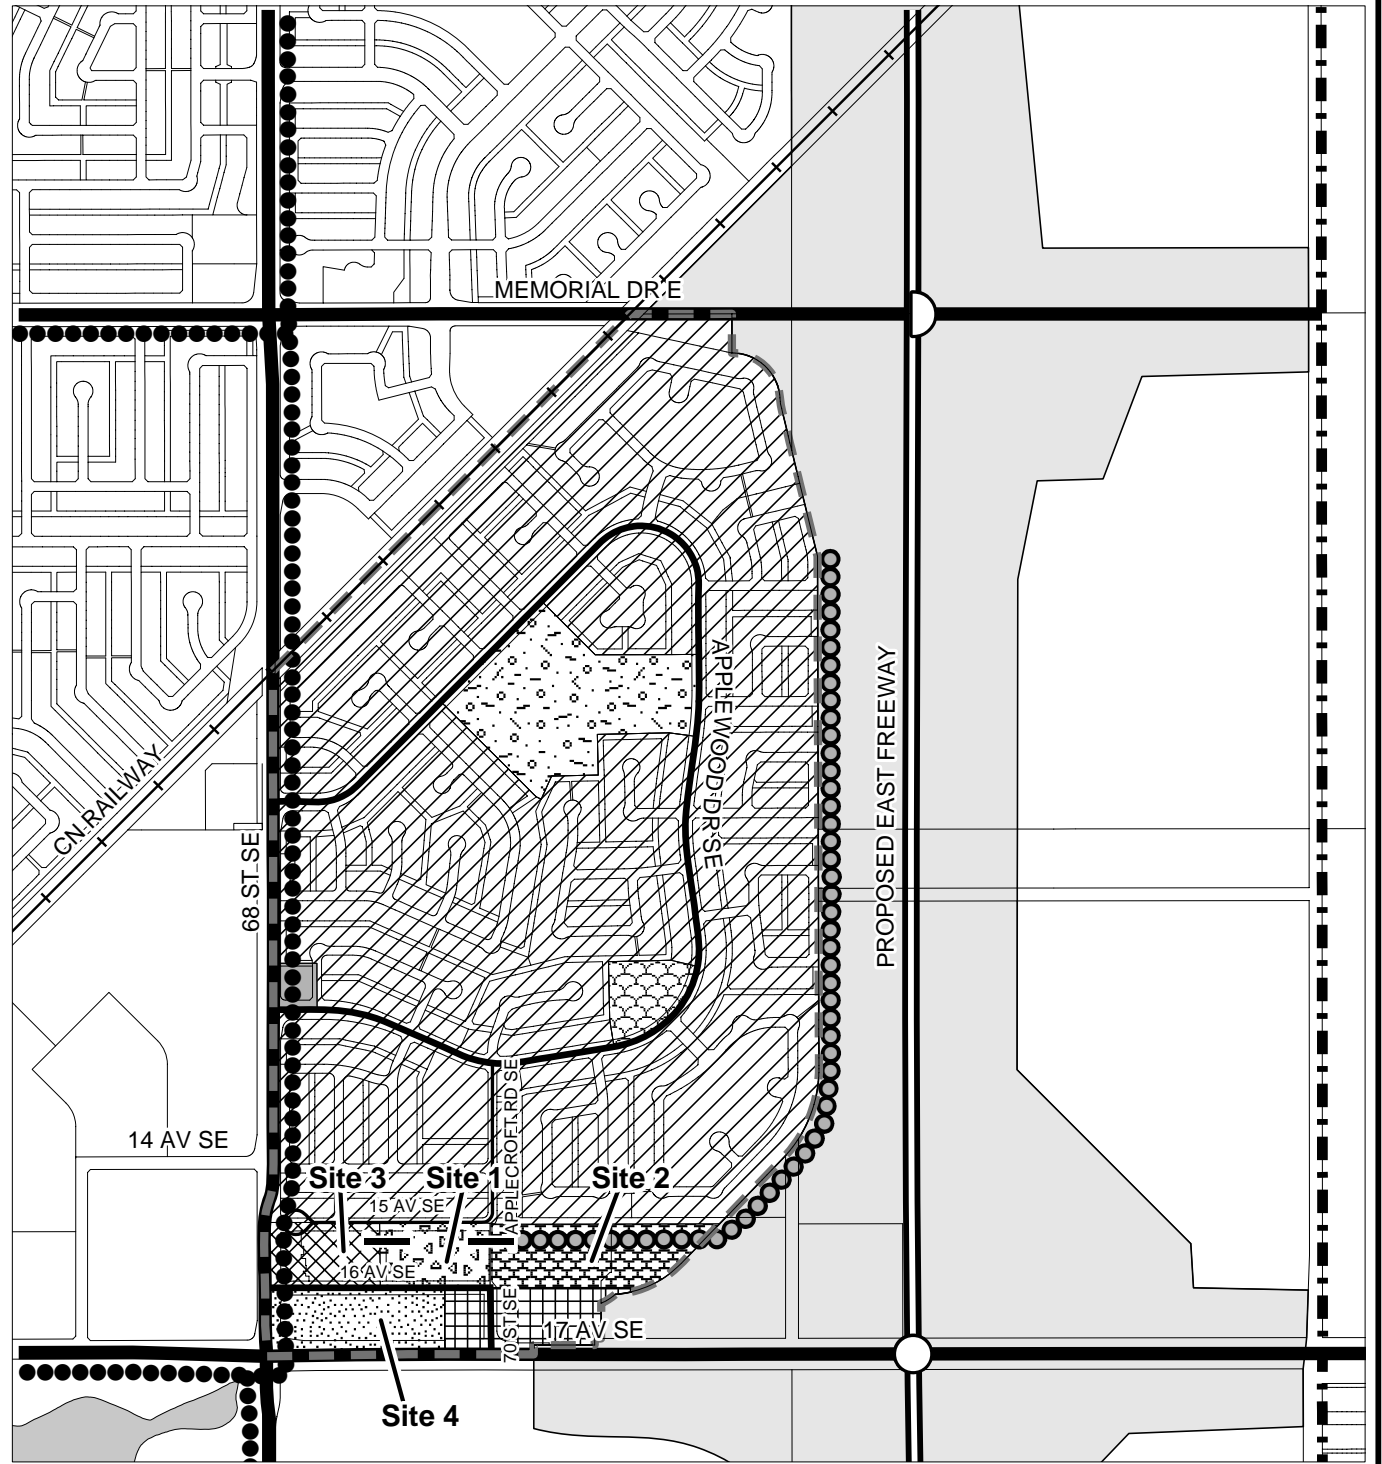 MEMORIAL DR E
APPLEWOOD DR SE
PROPOSED EAST FREEWAY
CN RAILWAY
68 ST SE
APPLECROFT RD SE
14 AV SE
Site 3
Site 1
Site 2
15 AV SE
16 AV SE
70 ST SE
17 AV SE
Site 4